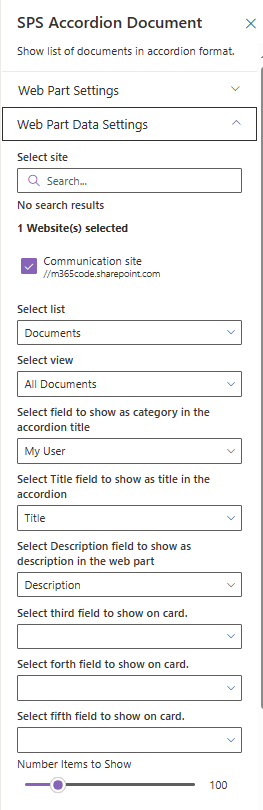 SPS Accordion Document
Show list of documents in accordion format.
Web Part Settings
Web Part Data Settings
Select site
Search...
No search results
1 Website(s) selected
Communication site
//m365code.sharepoint.com
Select list
Documents
Select view
All Documents
Select field to show as category in the
accordion title
My User
Select Title field to show as title in the
accordion
Title
Select Description field to show as
description in the web part
Description
Select third field to show on card.
Select forth field to show on card.
Select fifth field to show on card.
Number Items to Show
100